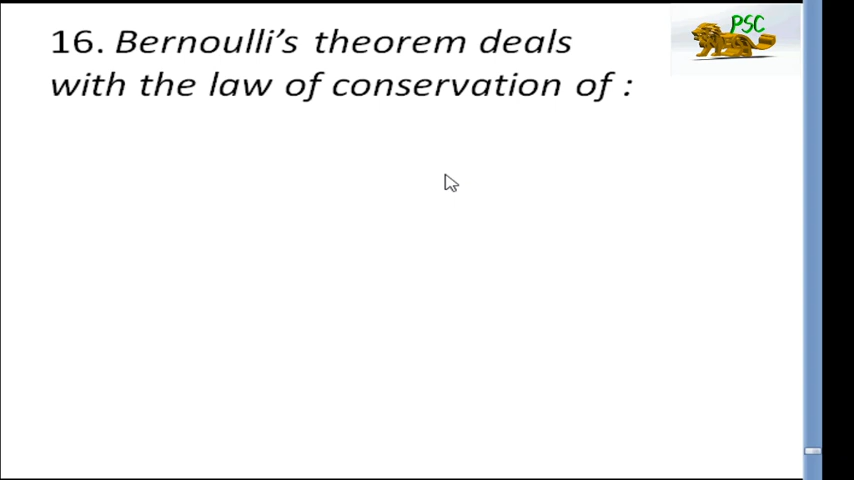 PSC
16. Bernoulli's theorem deals
with the law of conservation of :